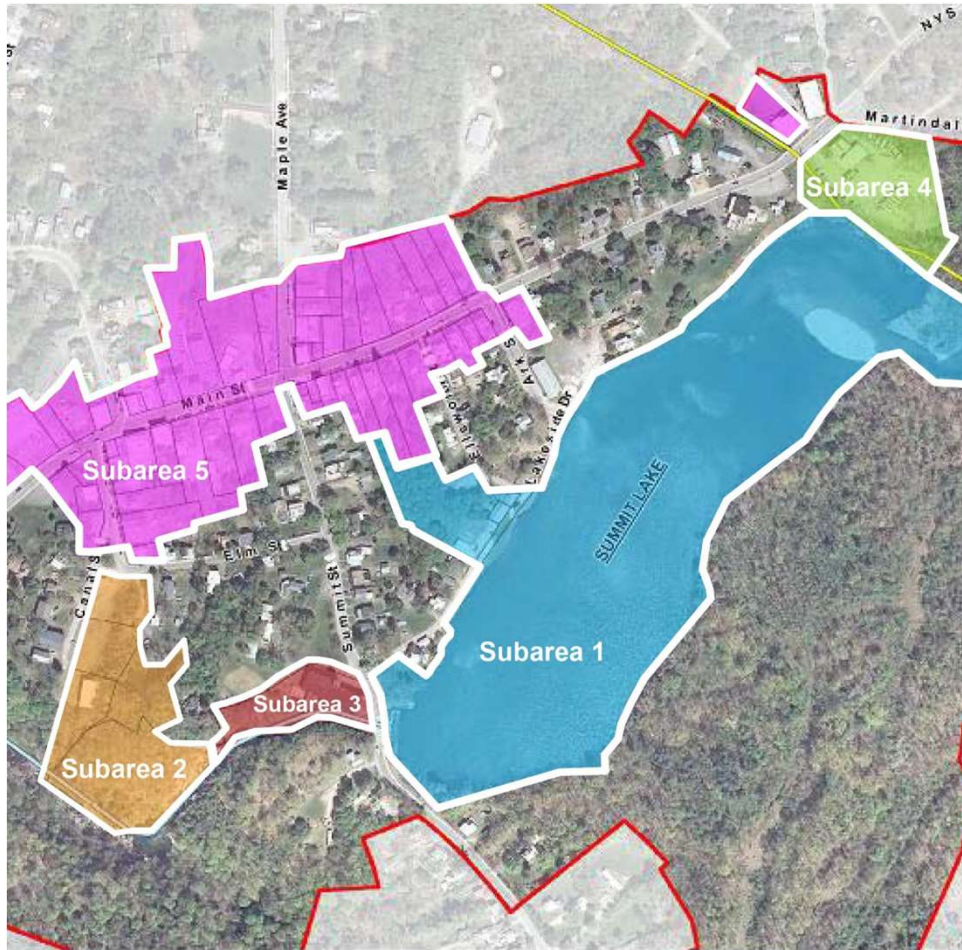 NYS
Maple Ave
Martindal
Subarea 4
Ark S
Main St
Lakeside Dr
Subarea 5
SUMMIT LAKE
Elm St
Canal S
Summit St
Subarea 1
Subarea 3
Subarea 2